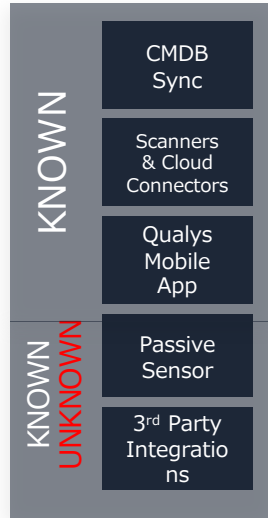 KNOWN
CMDB
Sync
Scanners
& Cloud
Connectors
Qualys
Mobile
App
KNOWN
UNKNOWN
Passive
Sensor
3rd Party
Integratio
ns